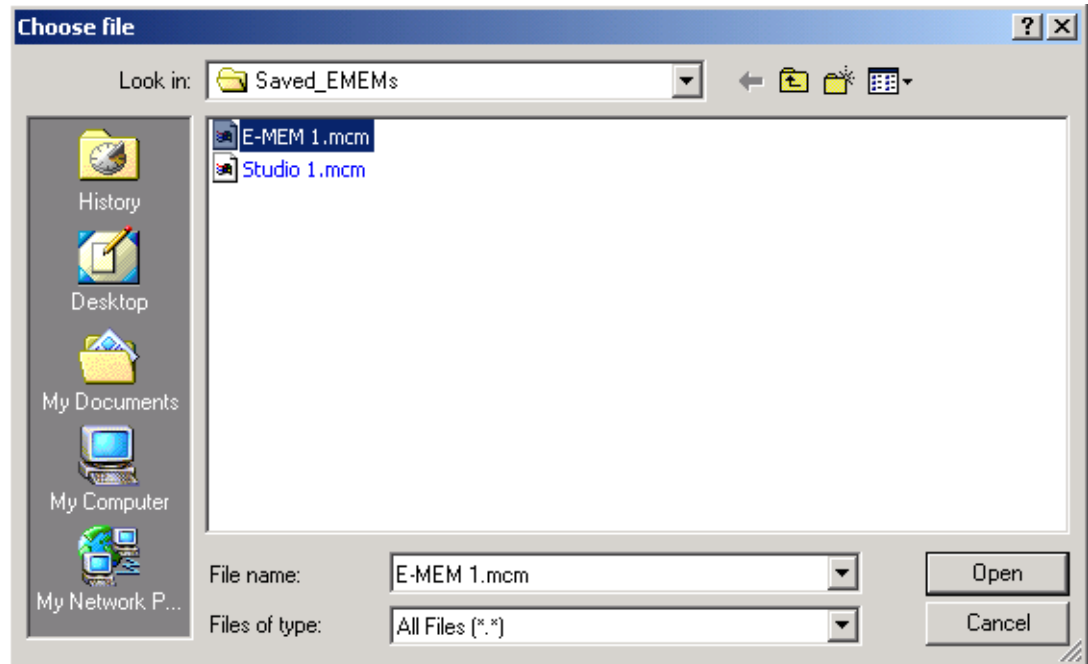 Choose file
Look in: Saved_EMEMs
E-MEM 1.mcm
Studio 1.mcm
History
Desktop
My Documents
My Computer
My Network P...
File name: E-MEM 1.mcm Open
Files of type: All Files (*.*) Cancel